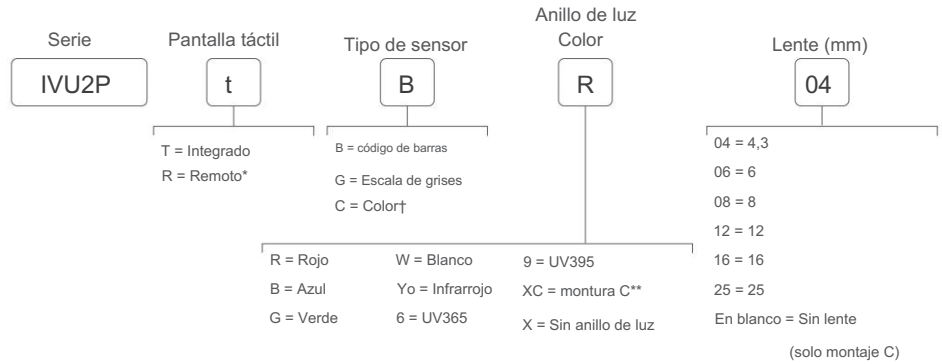 Serie
Pantalla táctil
Tipo de sensor
Anillo de luz
Color
Lente (mm)
IVU2P
t
B
R
04
T = Integrado
R = Remoto*
B = código de barras
G = Escala de grises
C = Color†
R = Rojo
B = Azul
G = Verde
W = Blanco
Yo = Infrarrojo
6 = UV365
9 = UV395
XC = montura C**
X = Sin anillo de luz
04 = 4,3
06 = 6
08 = 8
12 = 12
16 = 16
25 = 25
En blanco = Sin lente
(solo montaje C)